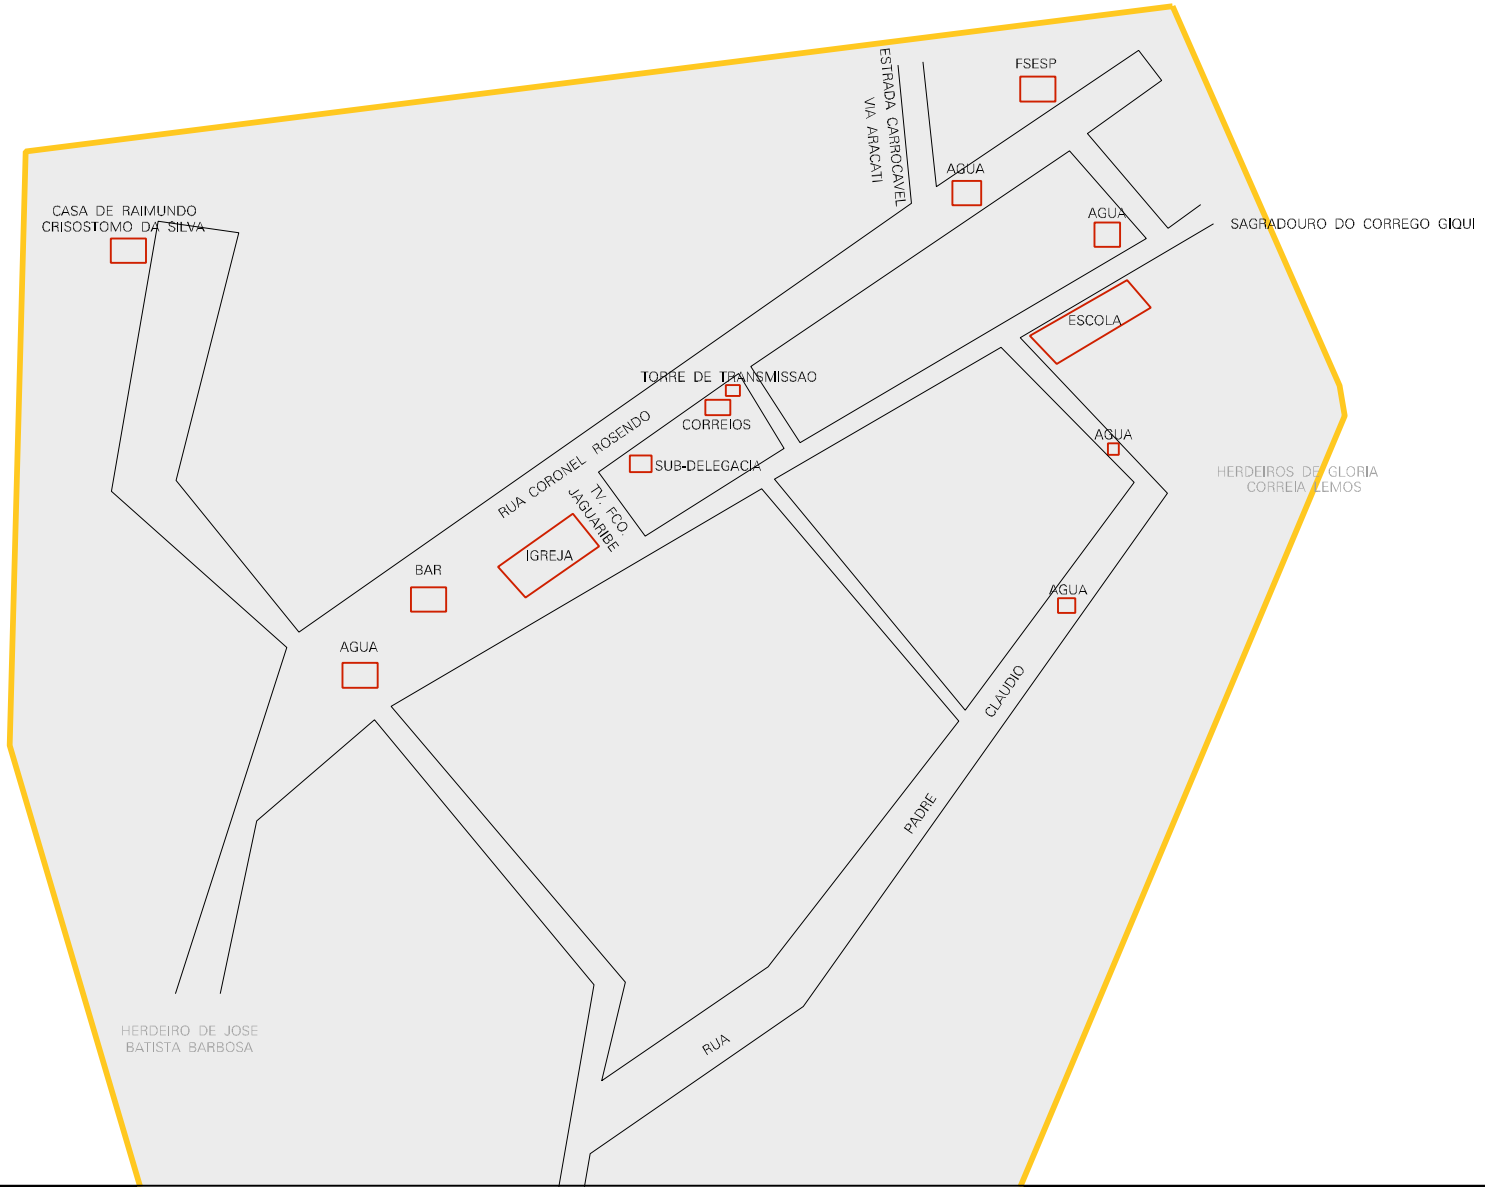 FSESP
ESTRADA CARROCAVEL
VIA ARACATI
AGUA
AGUA
SAGRADOURO DO CORREGO GIQUI
CASA DE RAIMUNDO
CRISOSTOMO DA SILVA
ESCOLA
TORRE DE TRANSMISSAO
CORREIOS
RUA CORONEL ROSENDO
SUB-DELEGACIA
AGUA
HERDEIROS DE GLORIA
CORREIA LEMOS
TV. FCO.
JAGUARIBE
IGREJA
BAR
AGUA
AGUA
RUA PADRE CLAUDIO
HERDEIRO DE JOSE
BATISTA BARBOSA